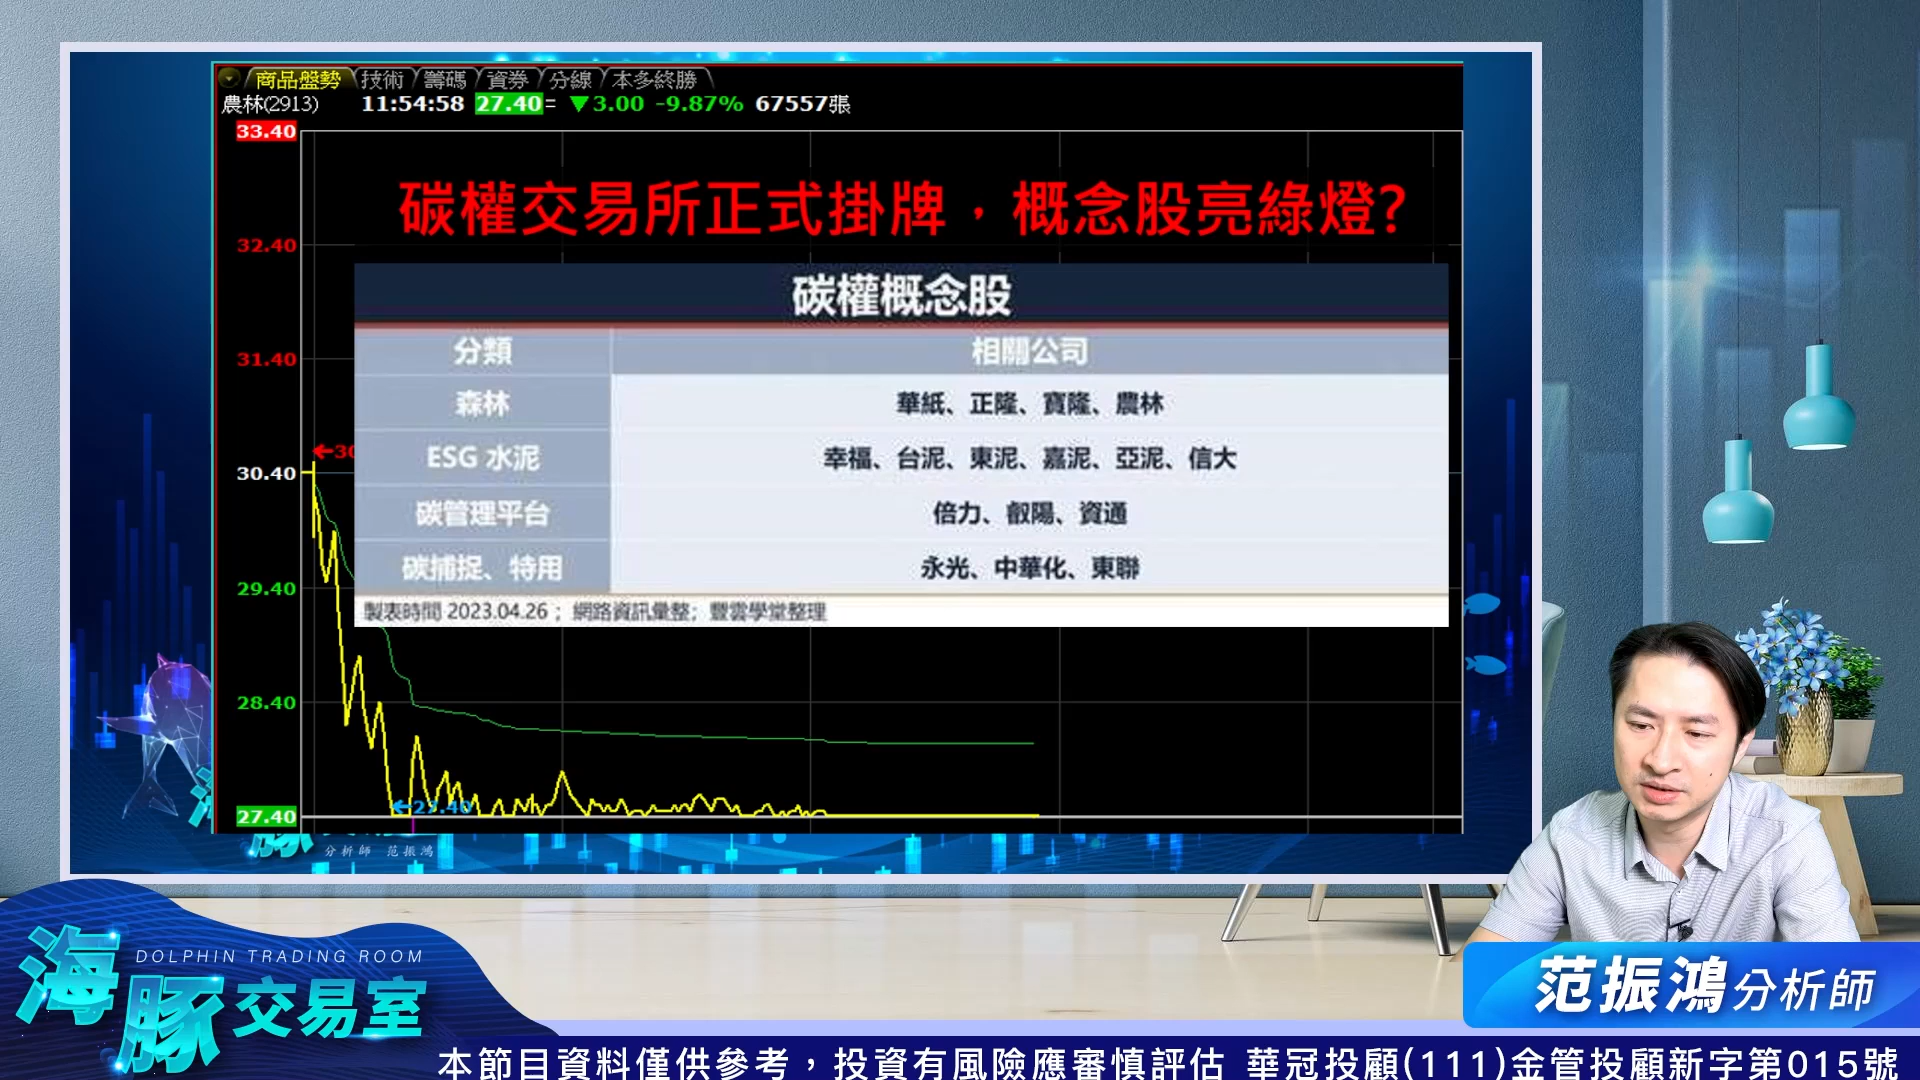 商品盤勢 技術 籌碼 資券 分線 本多終勝
農林(2913) 11:54:58 27.40= ▼3.00 -9.87% 67557張
33.40
碳權交易所正式掛牌，概念股亮綠燈?
32.40
碳權概念股
分類 相關公司
31.40
森林 華紙、正隆、寶隆、農林
ESG 水泥 幸福、台泥、東泥、嘉泥、亞泥、信大
←30
30.40
碳管理平台 倍力、叡陽、資通
碳捕捉、特用 永光、中華化、東聯
29.40
製表時間 2023.04.26； 網路資訊彙整；豐雲學堂整理
28.40
←27.40
27.40
分析師 范振鴻
海豚交易室
DOLPHIN TRADING ROOM
范振鴻分析師
本節目資料僅供參考，投資有風險應審慎評估 華冠投顧(111)金管投顧新字第015號